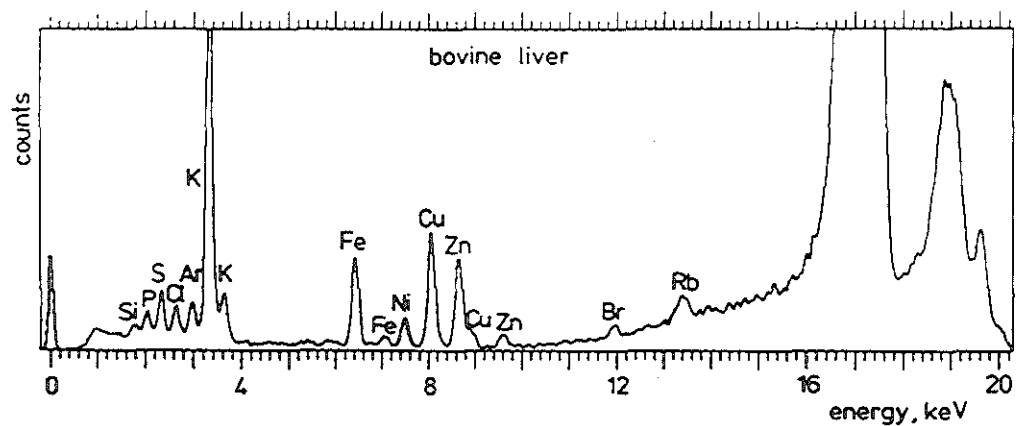 bovine liver
counts
K
Si P S Cl Ar K
Fe Fe Ni Cu Zn Cu Zn
Br Rb
0 4 8 12 16 20
energy, keV